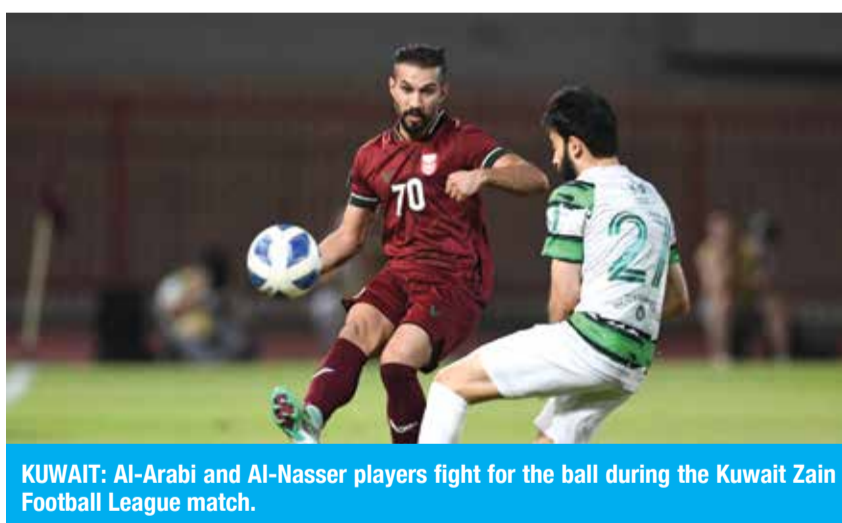 70
27
KUWAIT: Al-Arabi and Al-Nasser players fight for the ball during the Kuwait Zain
Football League match.